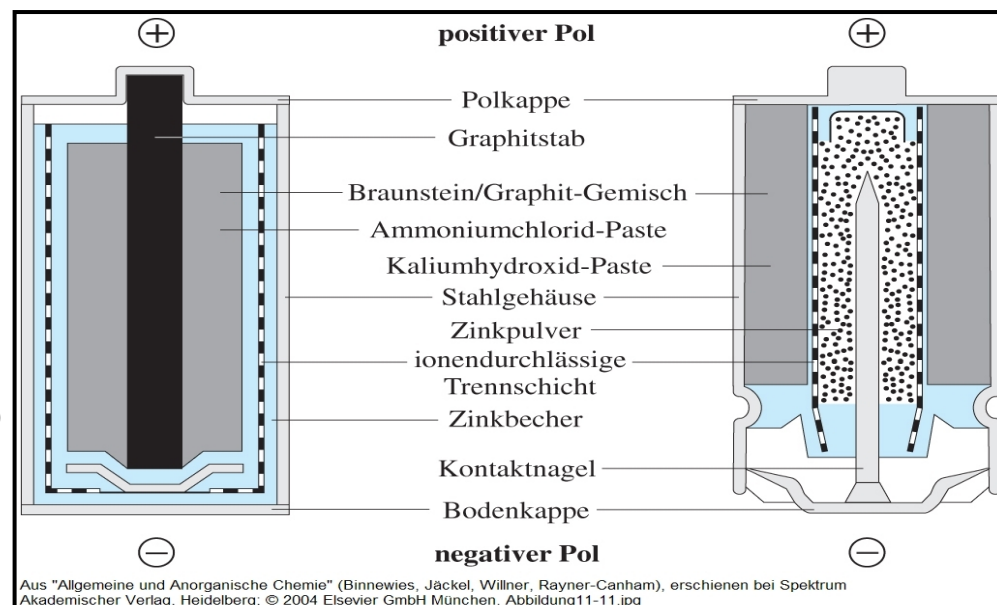 ⊕ positiver Pol ⊕
Polkappe
Graphitstab
Braunstein/Graphit-Gemisch
Ammoniumchlorid-Paste
Kaliumhydroxid-Paste
Stahlgehäuse
Zinkpulver
ionendurchlässige
Trennschicht
Zinkbecher
Kontaktnagel
Bodenkappe
⊖ negativer Pol ⊖
Aus "Allgemeine und Anorganische Chemie" (Binnewies, Jäckel, Willner, Rayner-Canham), erschienen bei Spektrum
Akademischer Verlag, Heidelberg; © 2004 Elsevier GmbH München. Abbildung11-11.jpg